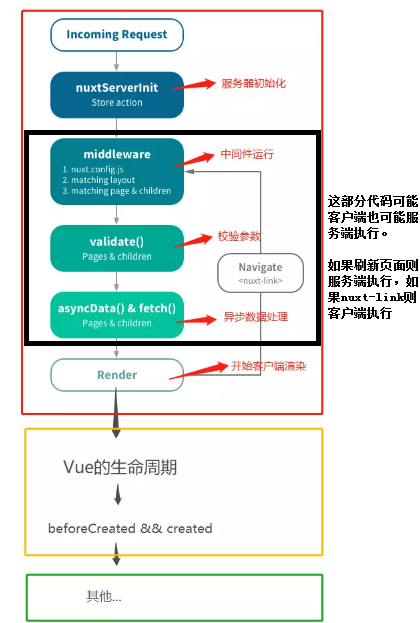 Incoming Request
nuxtServerInit
Store action
服务器初始化
middleware
1. nuxt.config.js
2. matching layout
3. matching page & children
中间件运行
这部分代码可能
客户端也可能服
务端执行。
validate()
Pages & children
校验参数
Navigate
<nuxt-link>
如果刷新页面则
服务端执行，如
果nuxt-link则
客户端执行
asyncData() & fetch()
Pages & children
异步数据处理
Render
开始客户端渲染
Vue的生命周期
beforeCreated && created
其他...